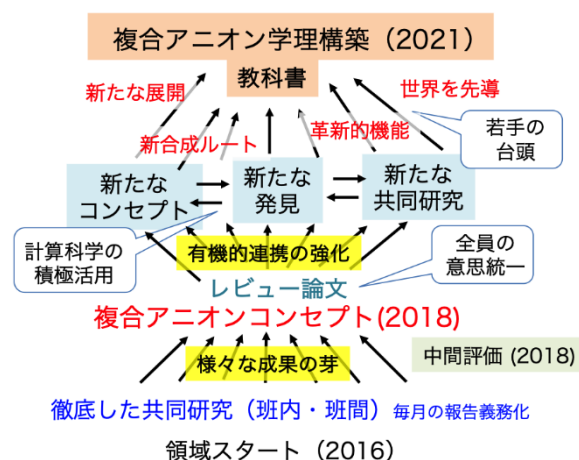 複合アニオン学理構築（2021）
教科書
新たな展開
世界を先導
新合成ルート
革新的機能
若手の
台頭
新たな
コンセプト
新たな
発見
新たな
共同研究
計算科学の
積極活用
有機的連携の強化
全員の
意思統一
レビュー論文
複合アニオンコンセプト(2018)
中間評価 (2018)
様々な成果の芽
徹底した共同研究（班内・班間）毎月の報告義務化
領域スタート（2016）